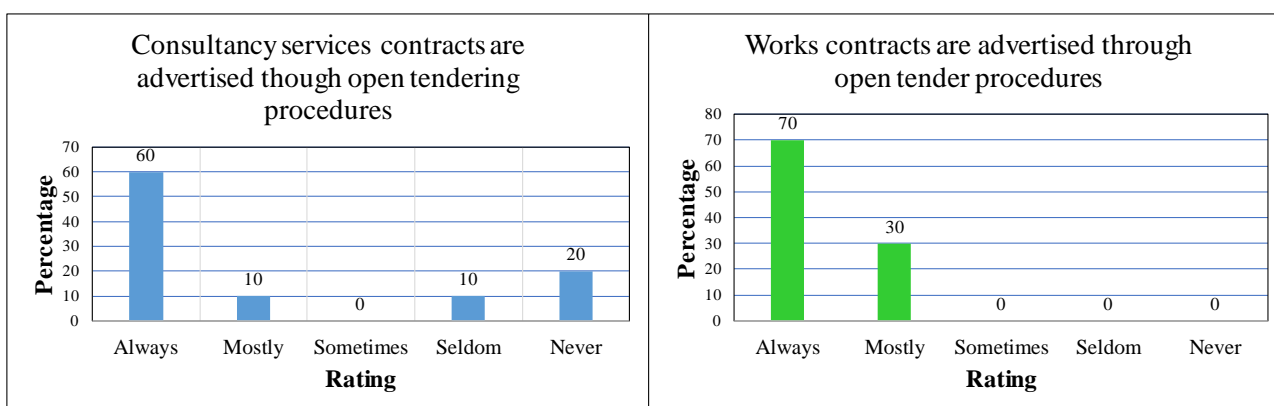 Consultancy services contracts are
advertised though open tendering
procedures
70
60
50
40
30
20
10
0
Percentage
60
10
0
10
20
Always Mostly Sometimes Seldom Never
Rating
Works contracts are advertised through
open tender procedures
80
70
60
50
40
30
20
10
0
Percentage
70
30
0
0
0
Always Mostly Sometimes Seldom Never
Rating